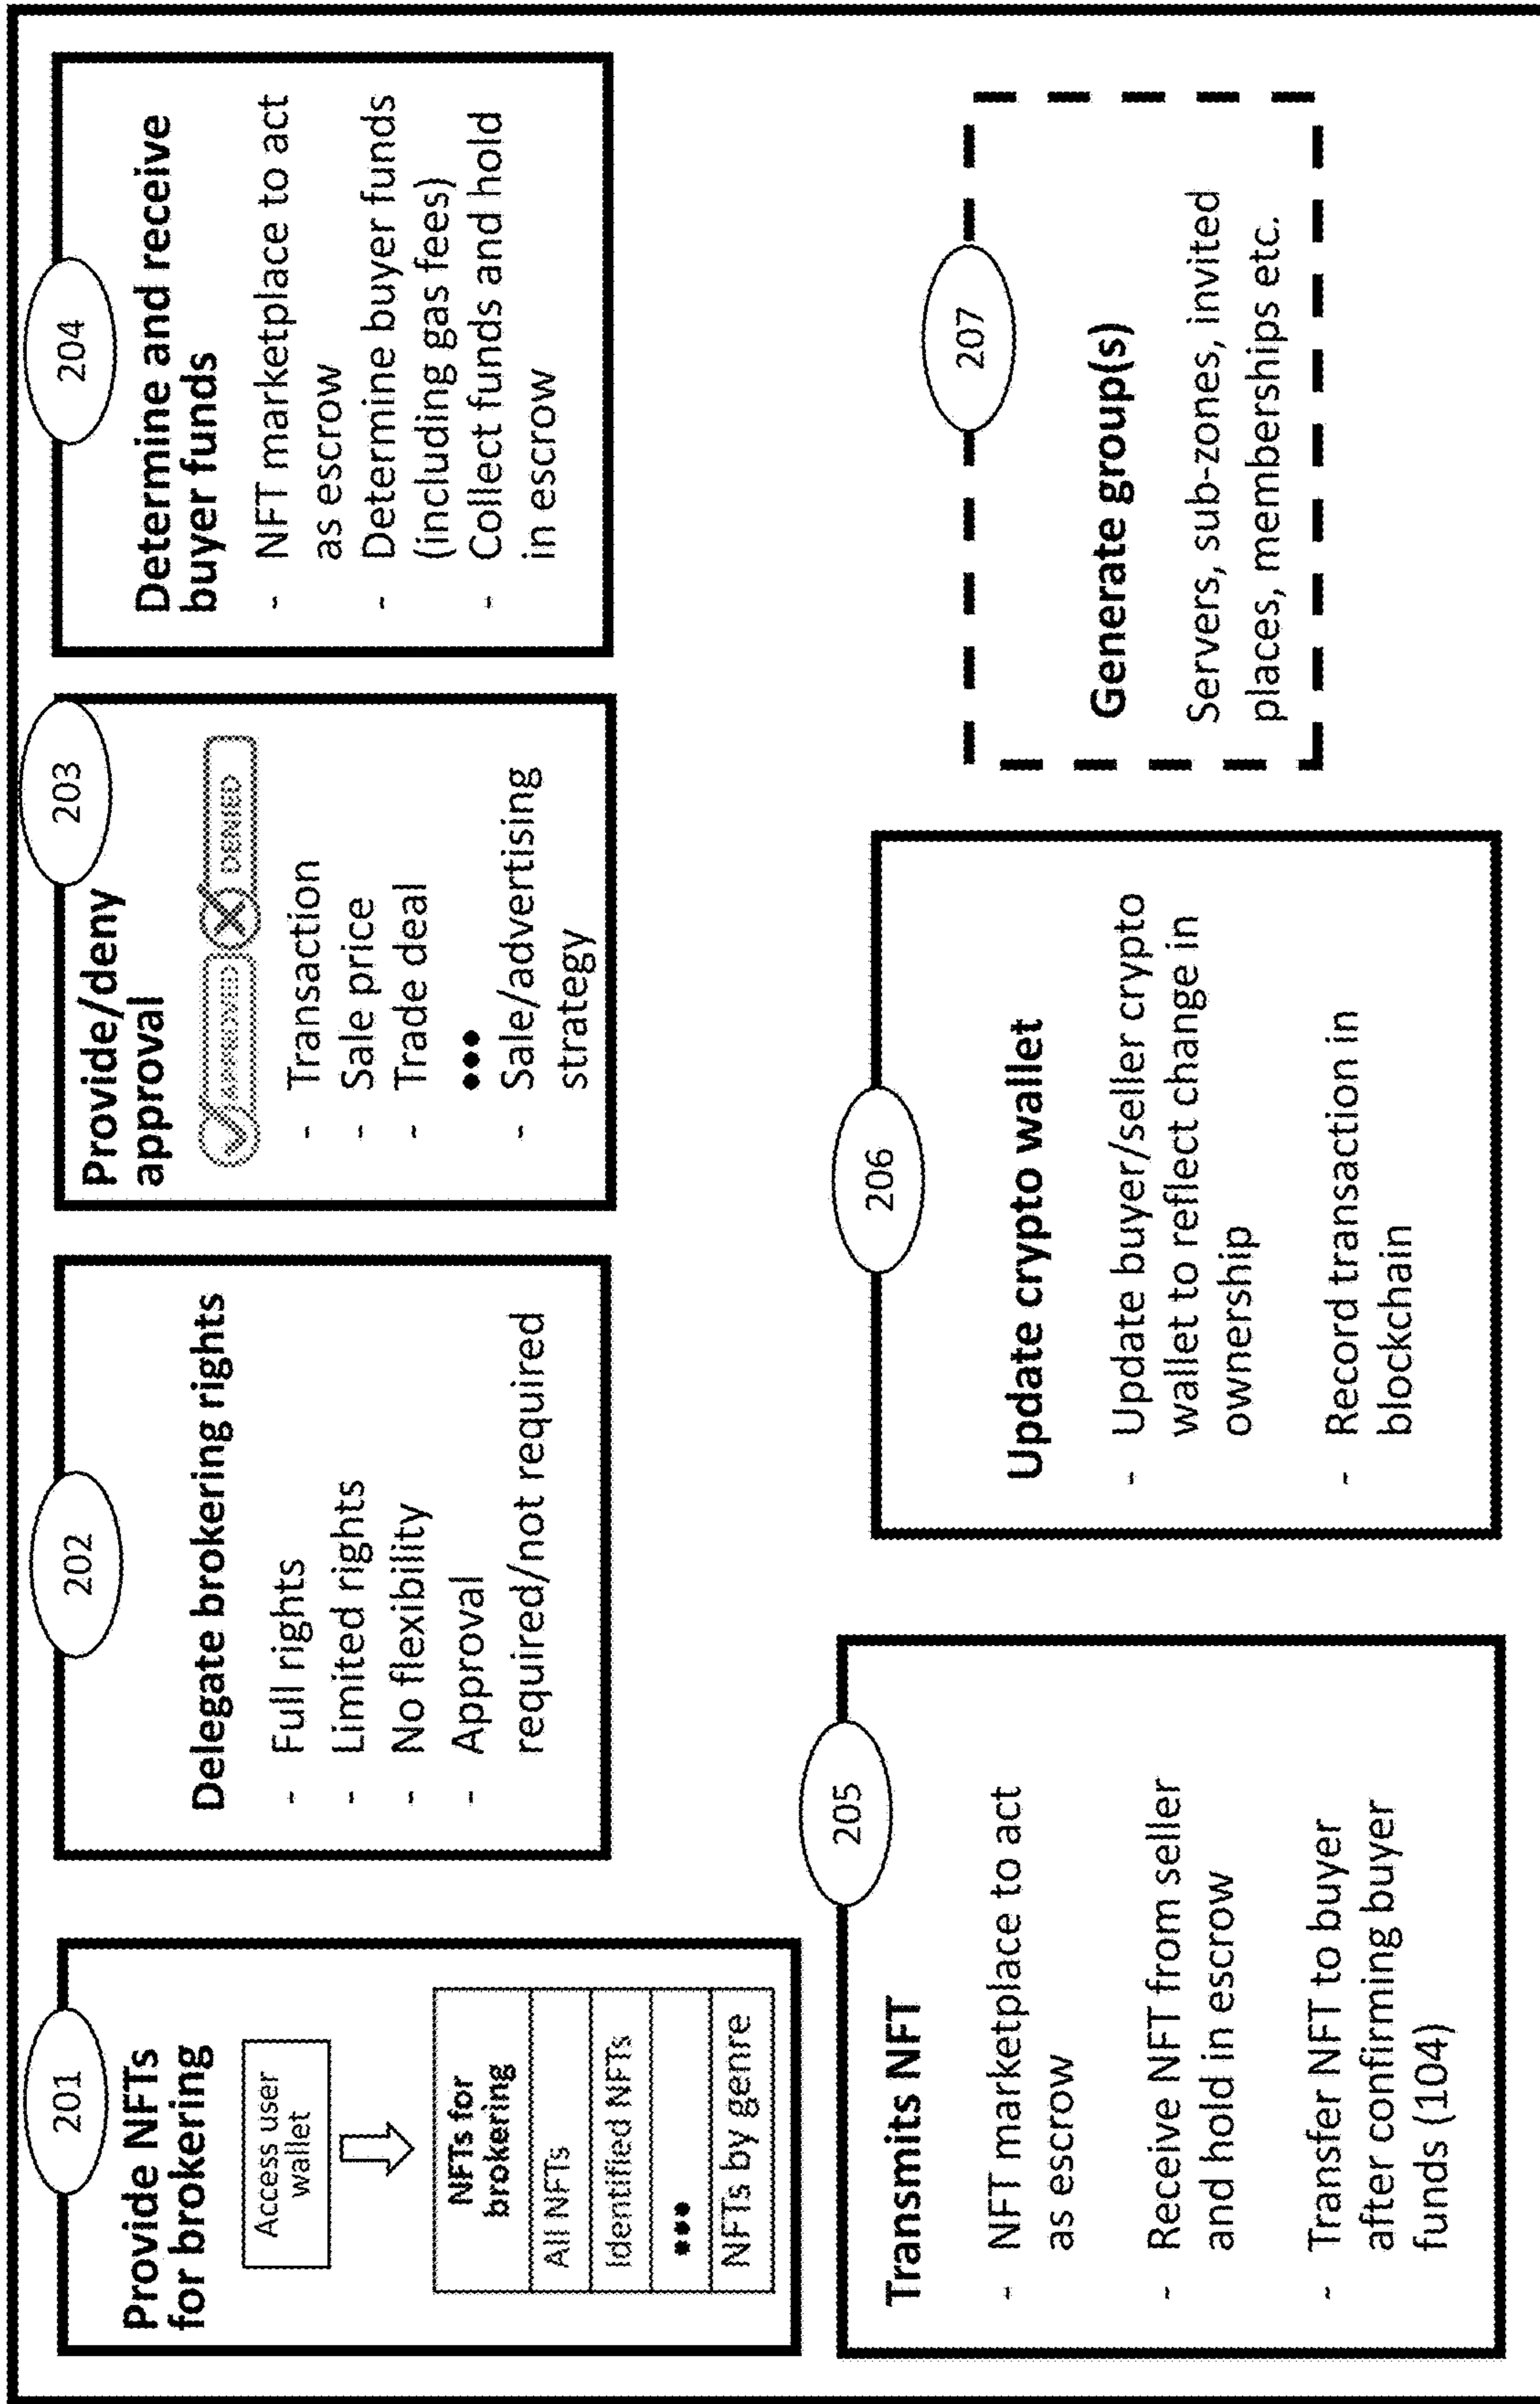 201
Provide NFTs
for brokering
Access user
wallet
NFTs for
brokering
All NFTs
Identified NFTs
•••
NFTs by genre
202
Delegate brokering rights
- Full rights
- Limited rights
- No flexibility
- Approval
required/not required
203
Provide/deny
approval
APPROVED
DENIED
- Transaction
- Sale price
- Trade deal
•••
- Sale/advertising
strategy
204
Determine and receive
buyer funds
- NFT marketplace to act
as escrow
- Determine buyer funds
(including gas fees)
- Collect funds and hold
in escrow
205
Transmits NFT
- NFT marketplace to act
as escrow
- Receive NFT from seller
and hold in escrow
- Transfer NFT to buyer
after confirming buyer
funds (104)
206
Update crypto wallet
- Update buyer/seller crypto
wallet to reflect change in
ownership
- Record transaction in
blockchain
207
Generate group(s)
Servers, sub-zones, invited
places, memberships etc.